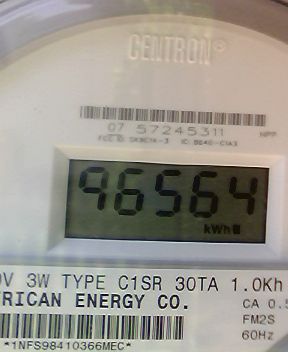 CENTRON®
07 57245311 NPP
96564
kWh
0V 3W TYPE C1SR 30TA 1.0Kh
RICAN ENERGY CO.
CA 0.5
FM2S
60Hz
*1NFS98410366MEC*